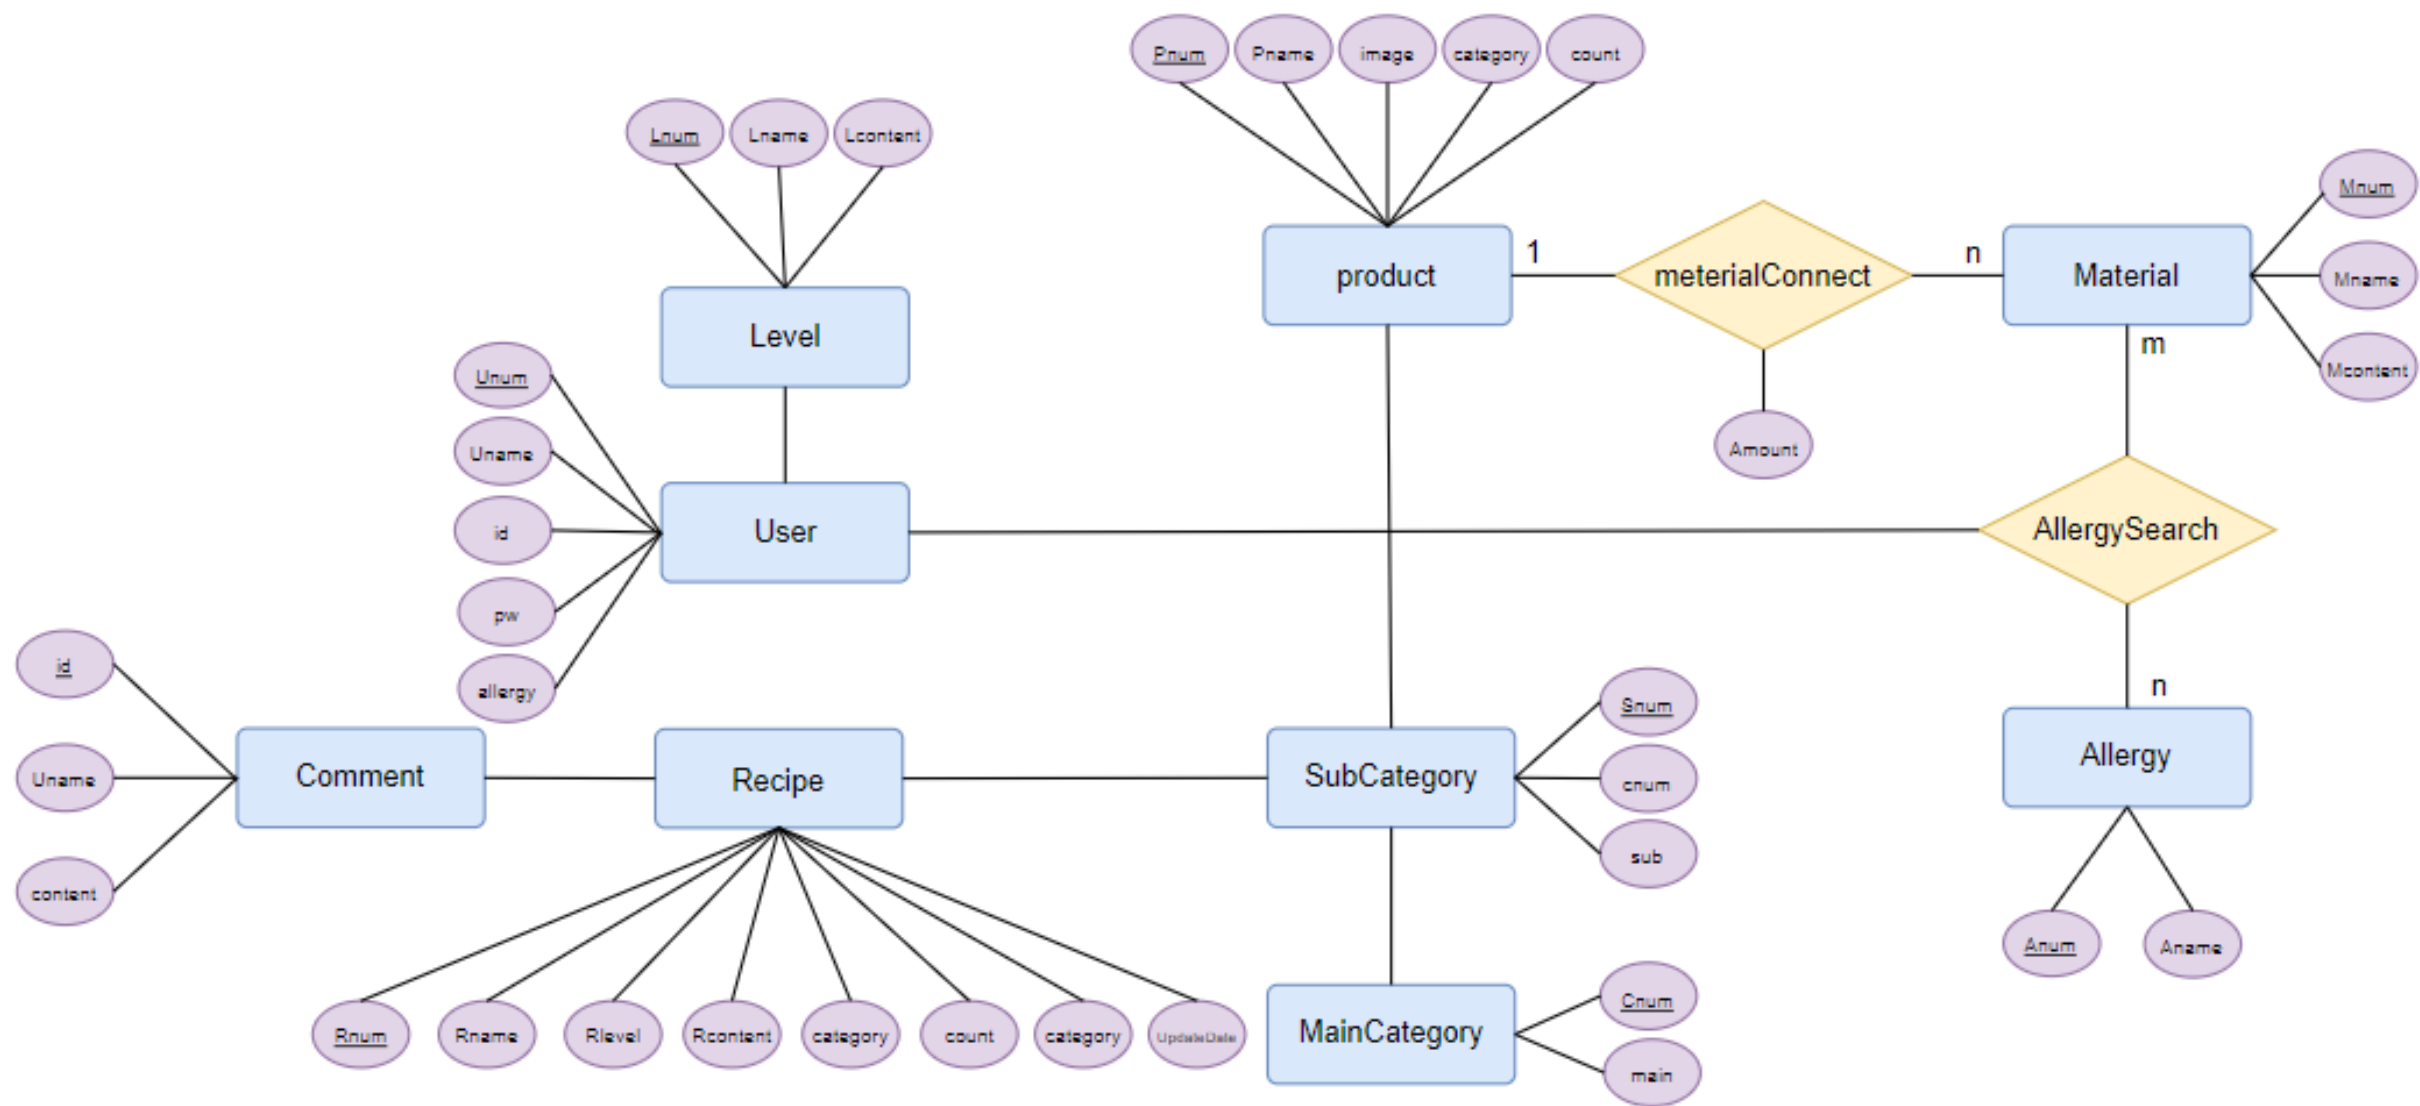 Pnum
Pname
image
category
count
Lnum
Lname
Lcontent
Mnum
product
1
meterialConnect
n
Material
Mname
Level
m
Mcontent
Unum
Uname
Amount
id
User
AllergySearch
pw
allergy
n
id
Snum
Allergy
Uname
Comment
Recipe
SubCategory
cnum
sub
content
Anum
Aname
Rnum
Rname
Rlevel
Rcontent
category
count
category
UpdateDate
MainCategory
Cnum
main